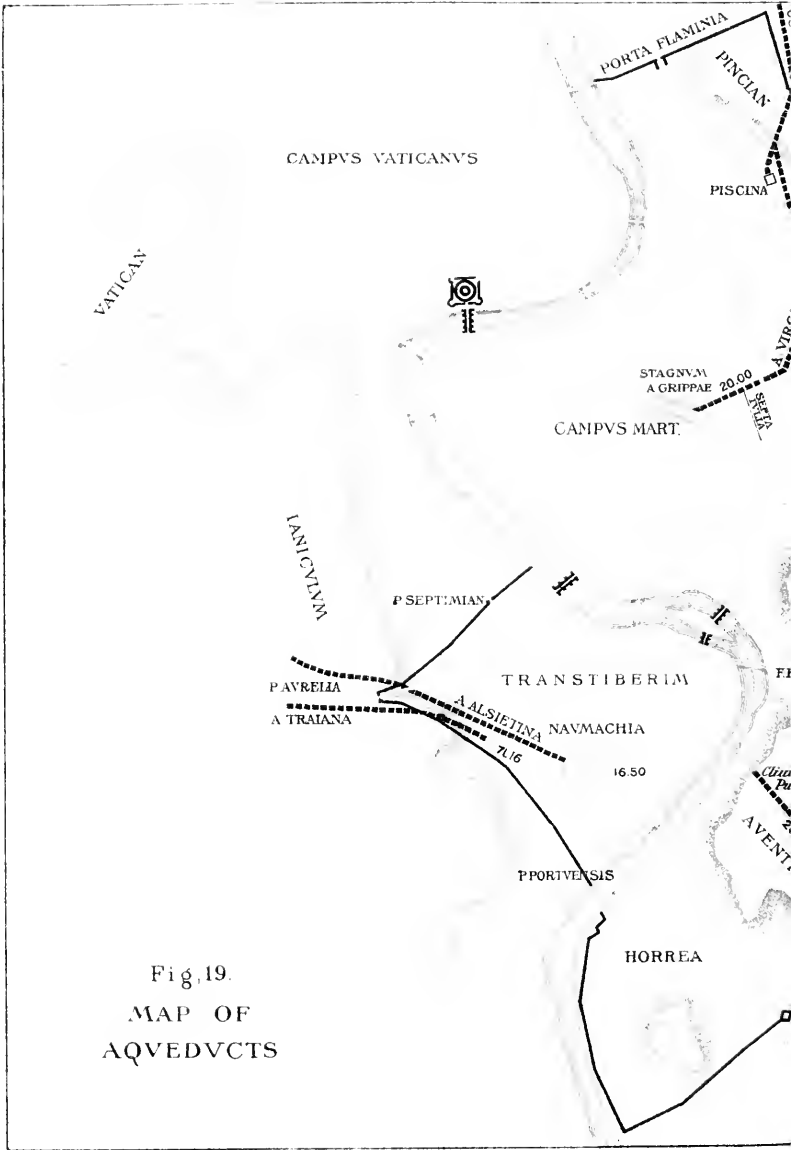 PORTA FLAMINIA
PINCIAN
CAMPVS VATICANVS
PISCINA
VATICAN
A. VIRG
STAGNVM
AGRIPPAE 20.00
SEPTA
IVLIA
CAMPVS MART.
IANICVLVM
P. SEPTIMIAN.
TRANSTIBERIM
P. AVRELIA
A ALSIETINA
A TRAIANA
NAVMACHIA
71.16
16.50
AVENTI
P. PORTVENSIS
HORREA
Fig. 19.
MAP OF
AQVEDVCTS